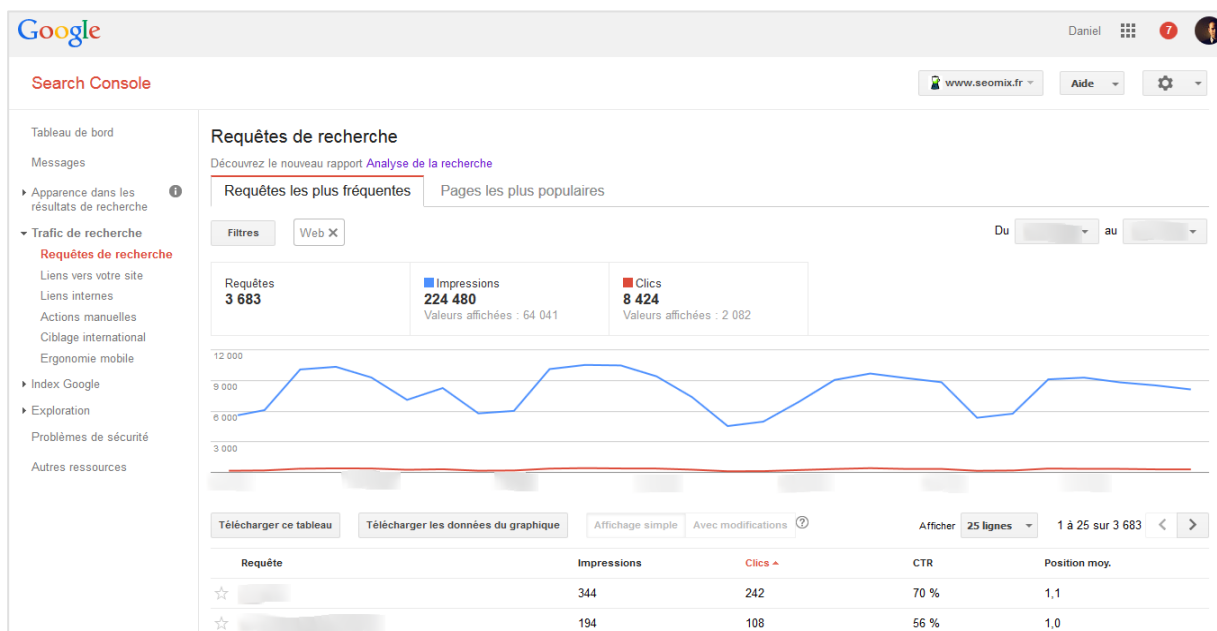 Google
Daniel
7
Search Console
www.seomix.fr
Aide
Tableau de bord
Messages
Apparence dans les
résultats de recherche
Trafic de recherche
Requêtes de recherche
Liens vers votre site
Liens internes
Actions manuelles
Ciblage international
Ergonomie mobile
Index Google
Exploration
Problèmes de sécurité
Autres ressources
Requêtes de recherche
Découvrez le nouveau rapport Analyse de la recherche
Requêtes les plus fréquentes
Pages les plus populaires
Filtres
Web
Du
au
Requêtes
3 683
Impressions
224 480
Valeurs affichées : 64 041
Clics
8 424
Valeurs affichées : 2 082
12 000
9 000
6 000
3 000
Télécharger ce tableau
Télécharger les données du graphique
Affichage simple
Avec modifications
?
Afficher
25 lignes
1 à 25 sur 3 683
Requête Impressions Clics CTR Position moy.
344 242 70 % 1,1
194 108 56 % 1,0